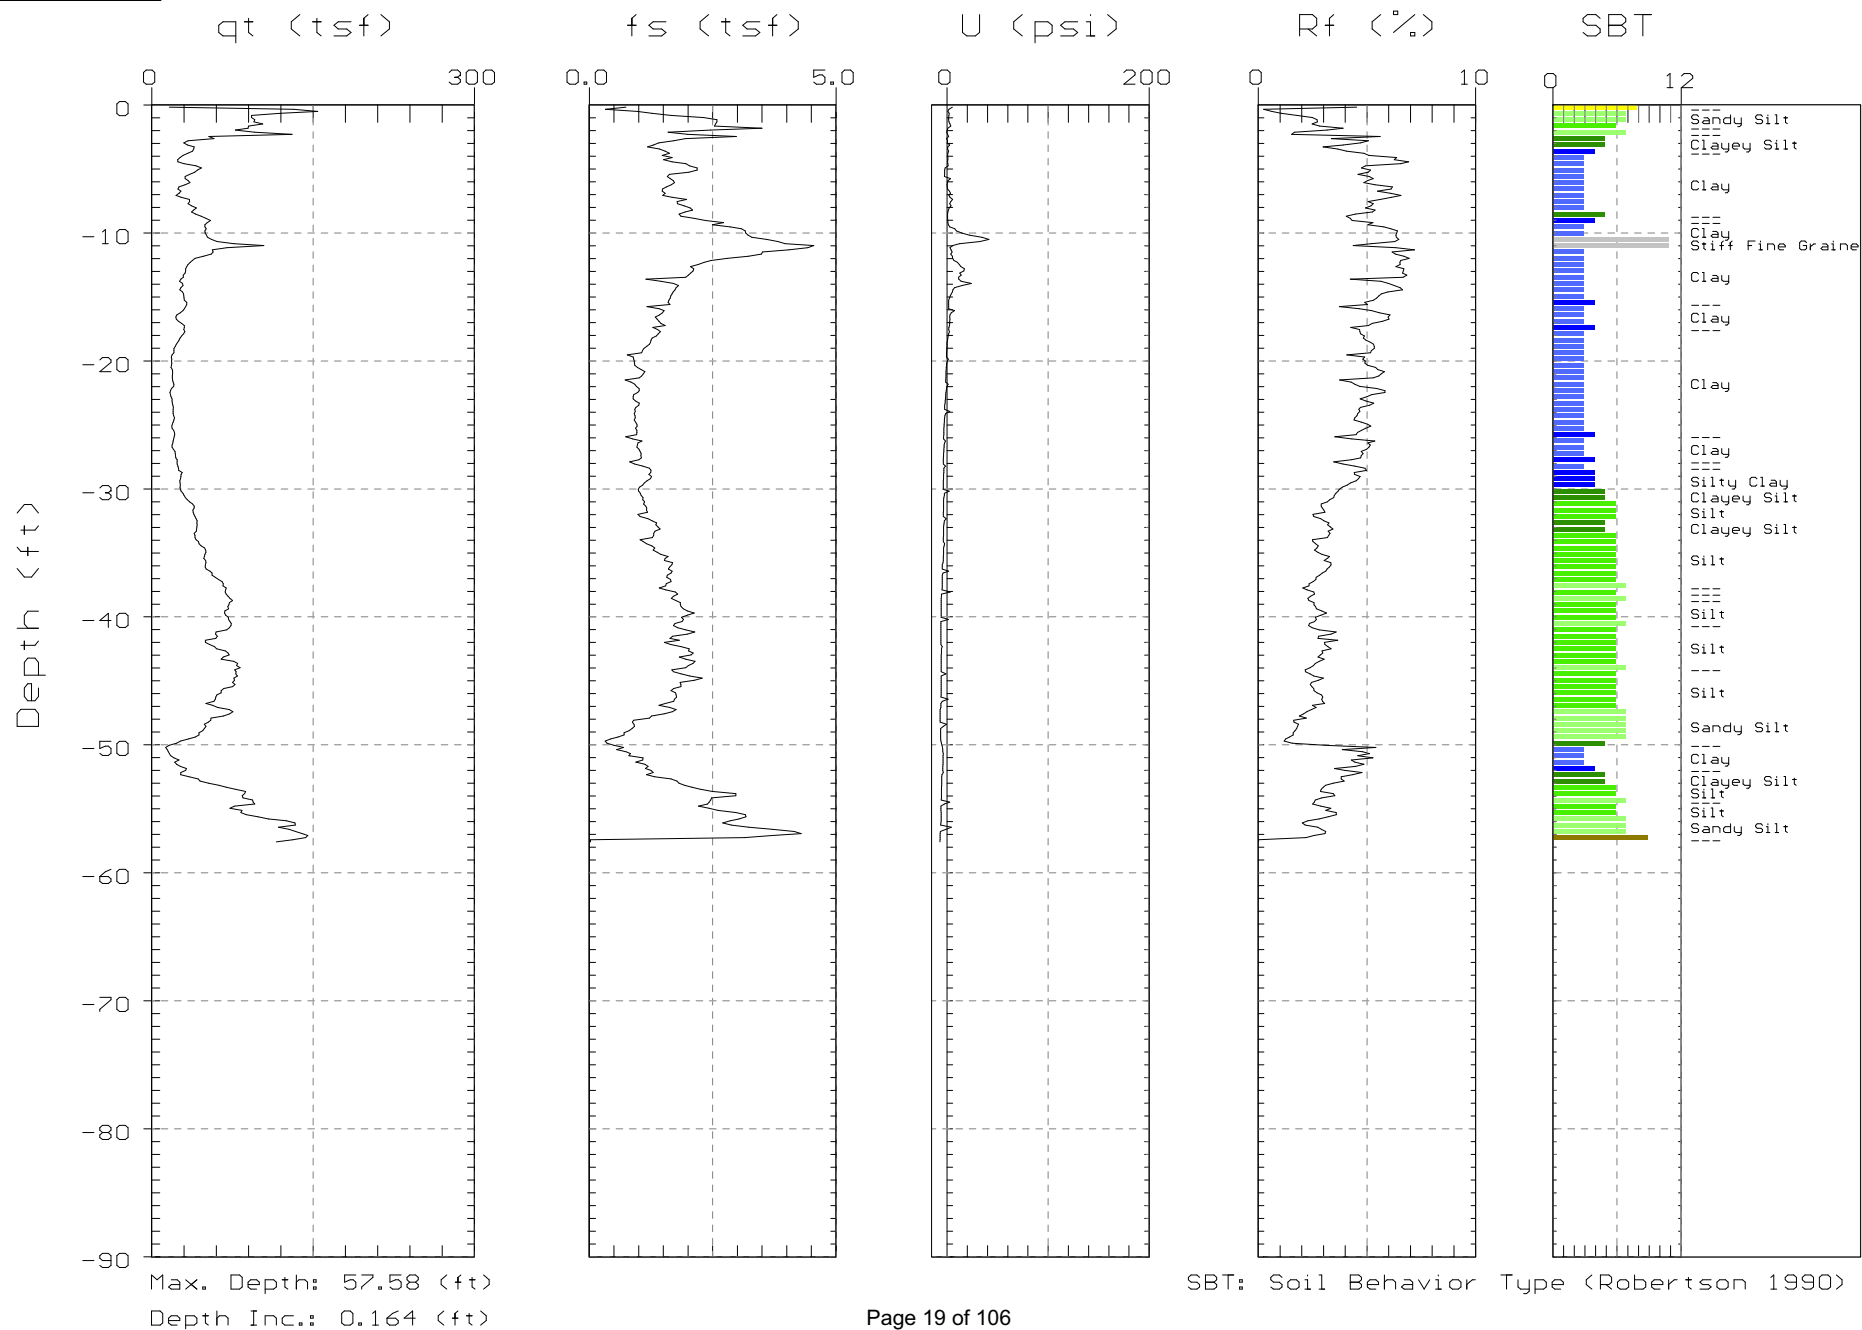 qt (tsf) fs (tsf) U (psi) Rf (%) SBT
0 300 0.0 5.0 0 200 0 10 0 12
0
-10
-20
-30
-40
-50
-60
-70
-80
-90
Depth (ft)
---
Sandy Silt
---
---
Clayey Silt
---
Clay
---
---
Clay
Stiff Fine Graine
Clay
---
Clay
---
Clay
---
Clay
---
---
Silty Clay
Clayey Silt
Silt
Clayey Silt
Silt
---
---
---
Silt
---
Silt
---
Silt
Sandy Silt
---
Clay
---
Clayey Silt
Silt
---
Silt
Sandy Silt
---
Max. Depth: 57.58 (ft) SBT: Soil Behavior Type (Robertson 1990)
Depth Inc.: 0.164 (ft)
Page 19 of 106